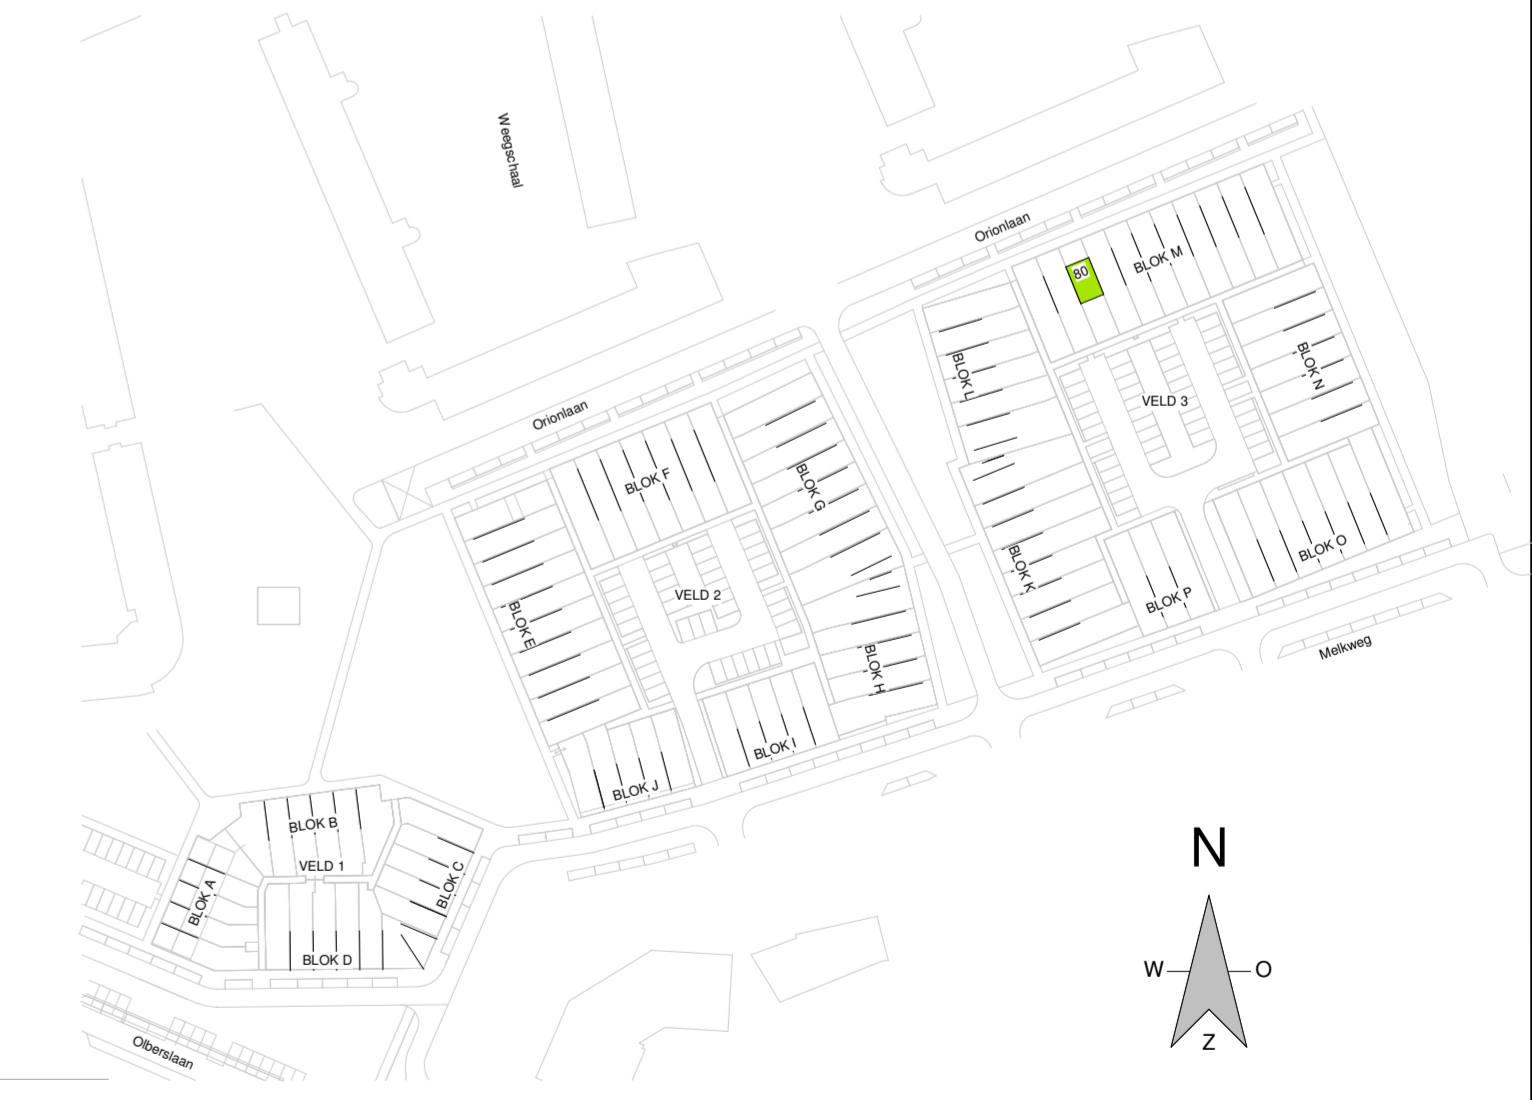 Weegschaal
Orionlaan
80
BLOK M
BLOK L
BLOK N
VELD 3
Orionlaan
BLOK F
BLOK G
BLOK K
BLOK O
BLOK P
VELD 2
BLOK E
BLOK H
Melkweg
BLOK I
BLOK J
BLOK B
VELD 1
BLOK A
BLOK C
BLOK D
Olberslaan
N
W
O
Z